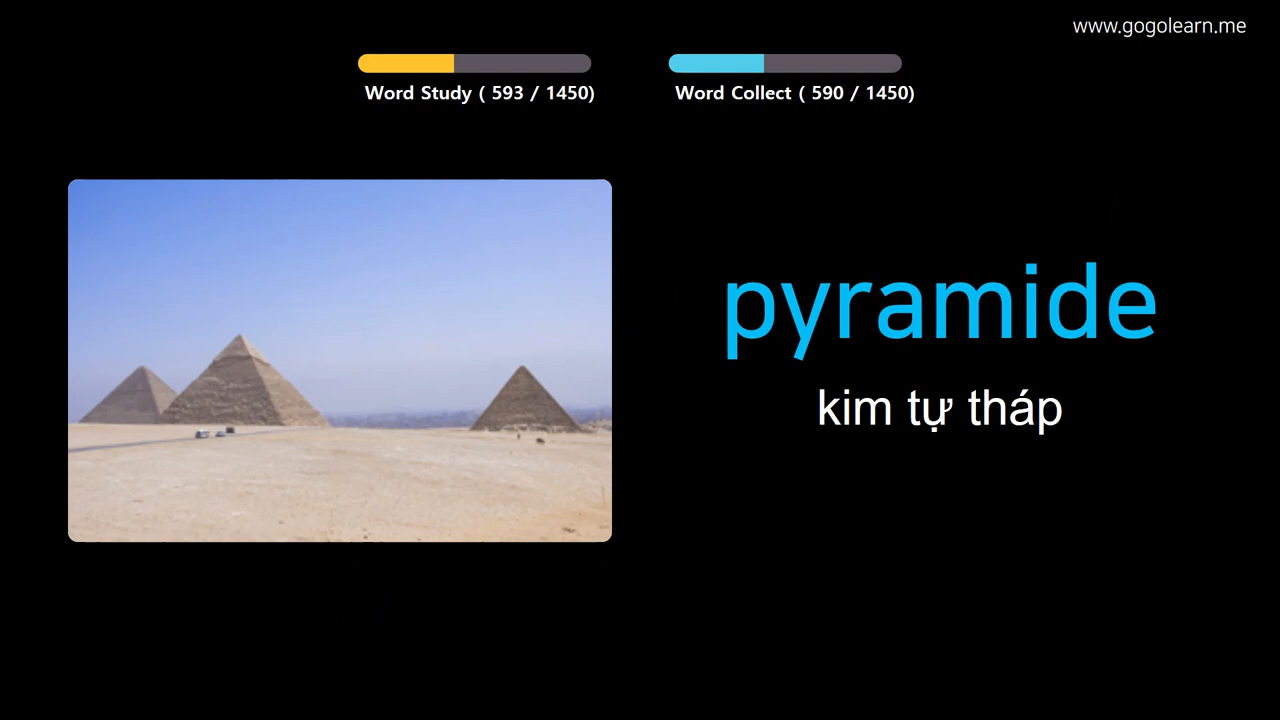 www.gogolearn.me
Word Study ( 593 / 1450)
Word Collect ( 590 / 1450)
pyramide
kim tự tháp